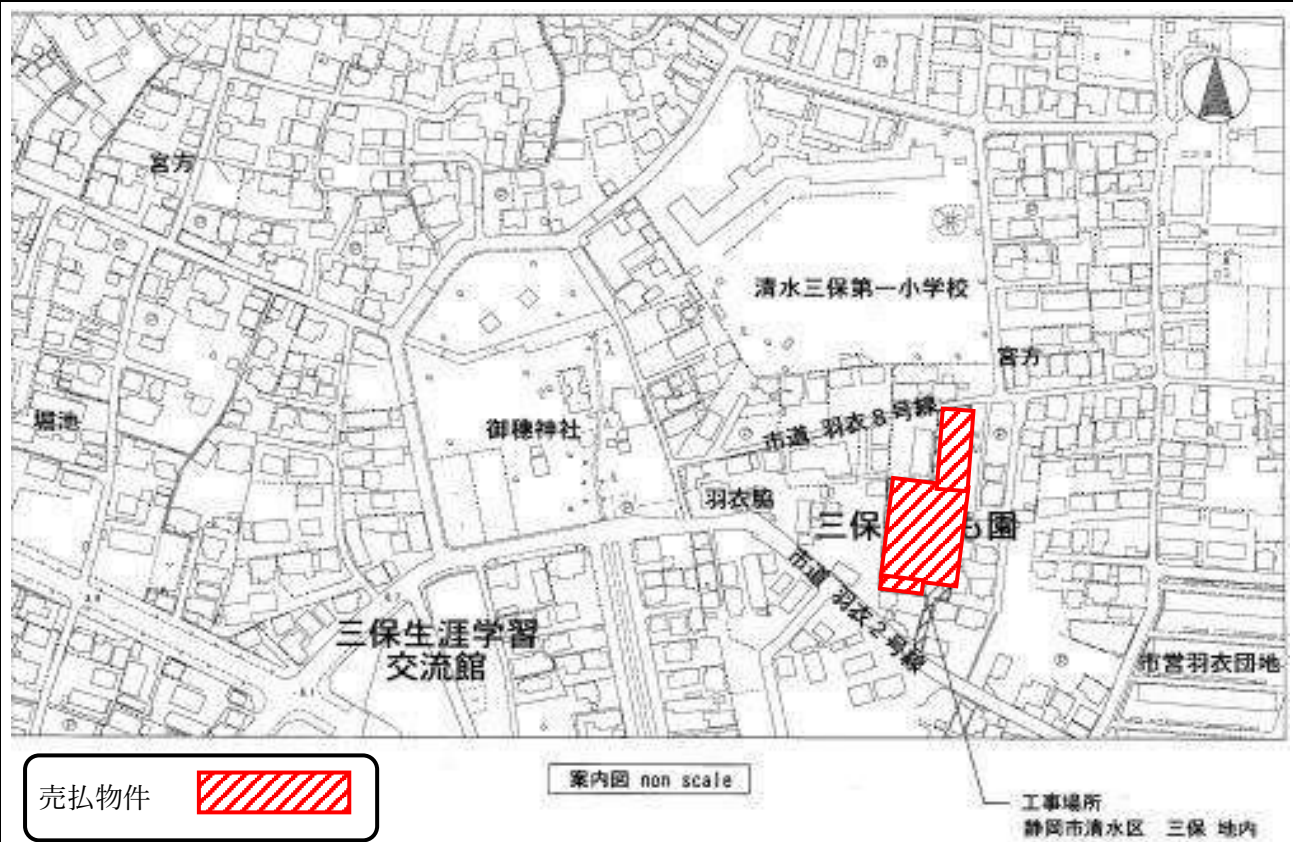 N
宮方
清水三保第一小学校
宮方
堀池
御穂神社
市道 羽衣8号線
羽衣脇
三保
も園
市道 羽衣2号線
三保生涯学習
交流館
市営羽衣団地
売払物件
案内図 non scale
工事場所
静岡市清水区 三保 地内